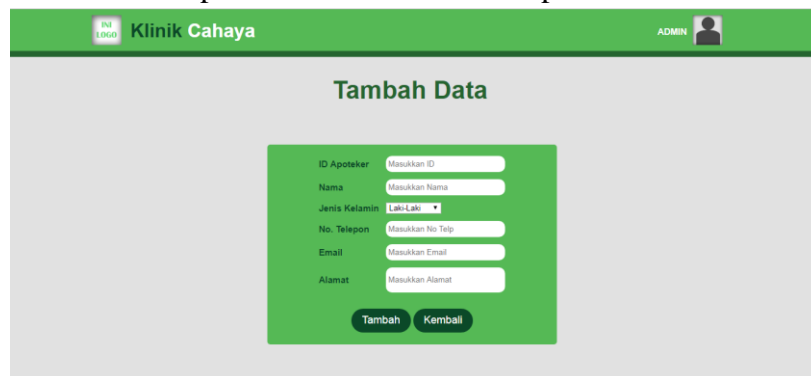 INI
LOGO
Klinik Cahaya
ADMIN
Tambah Data
ID Apoteker Masukkan ID
Nama Masukkan Nama
Jenis Kelamin Laki-Laki
No. Telepon Masukkan No Telp
Email Masukkan Email
Alamat Masukkan Alamat
Tambah Kembali